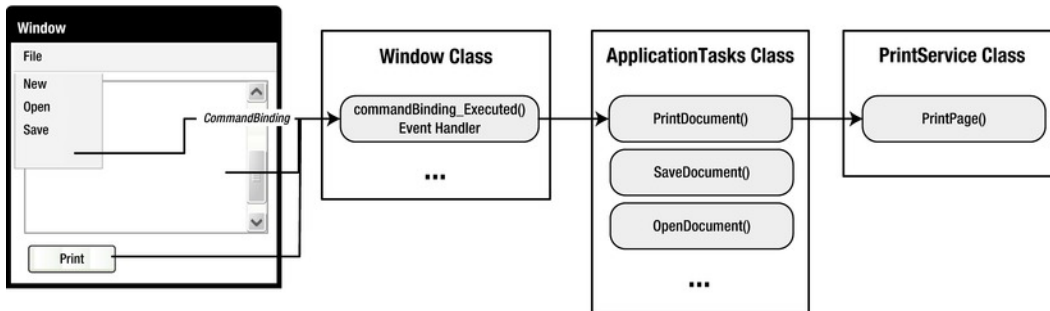 Window
File
New
Open
Save
CommandBinding
Print
Window Class
commandBinding_Executed()
Event Handler
...
ApplicationTasks Class
PrintDocument()
SaveDocument()
OpenDocument()
...
PrintService Class
PrintPage()